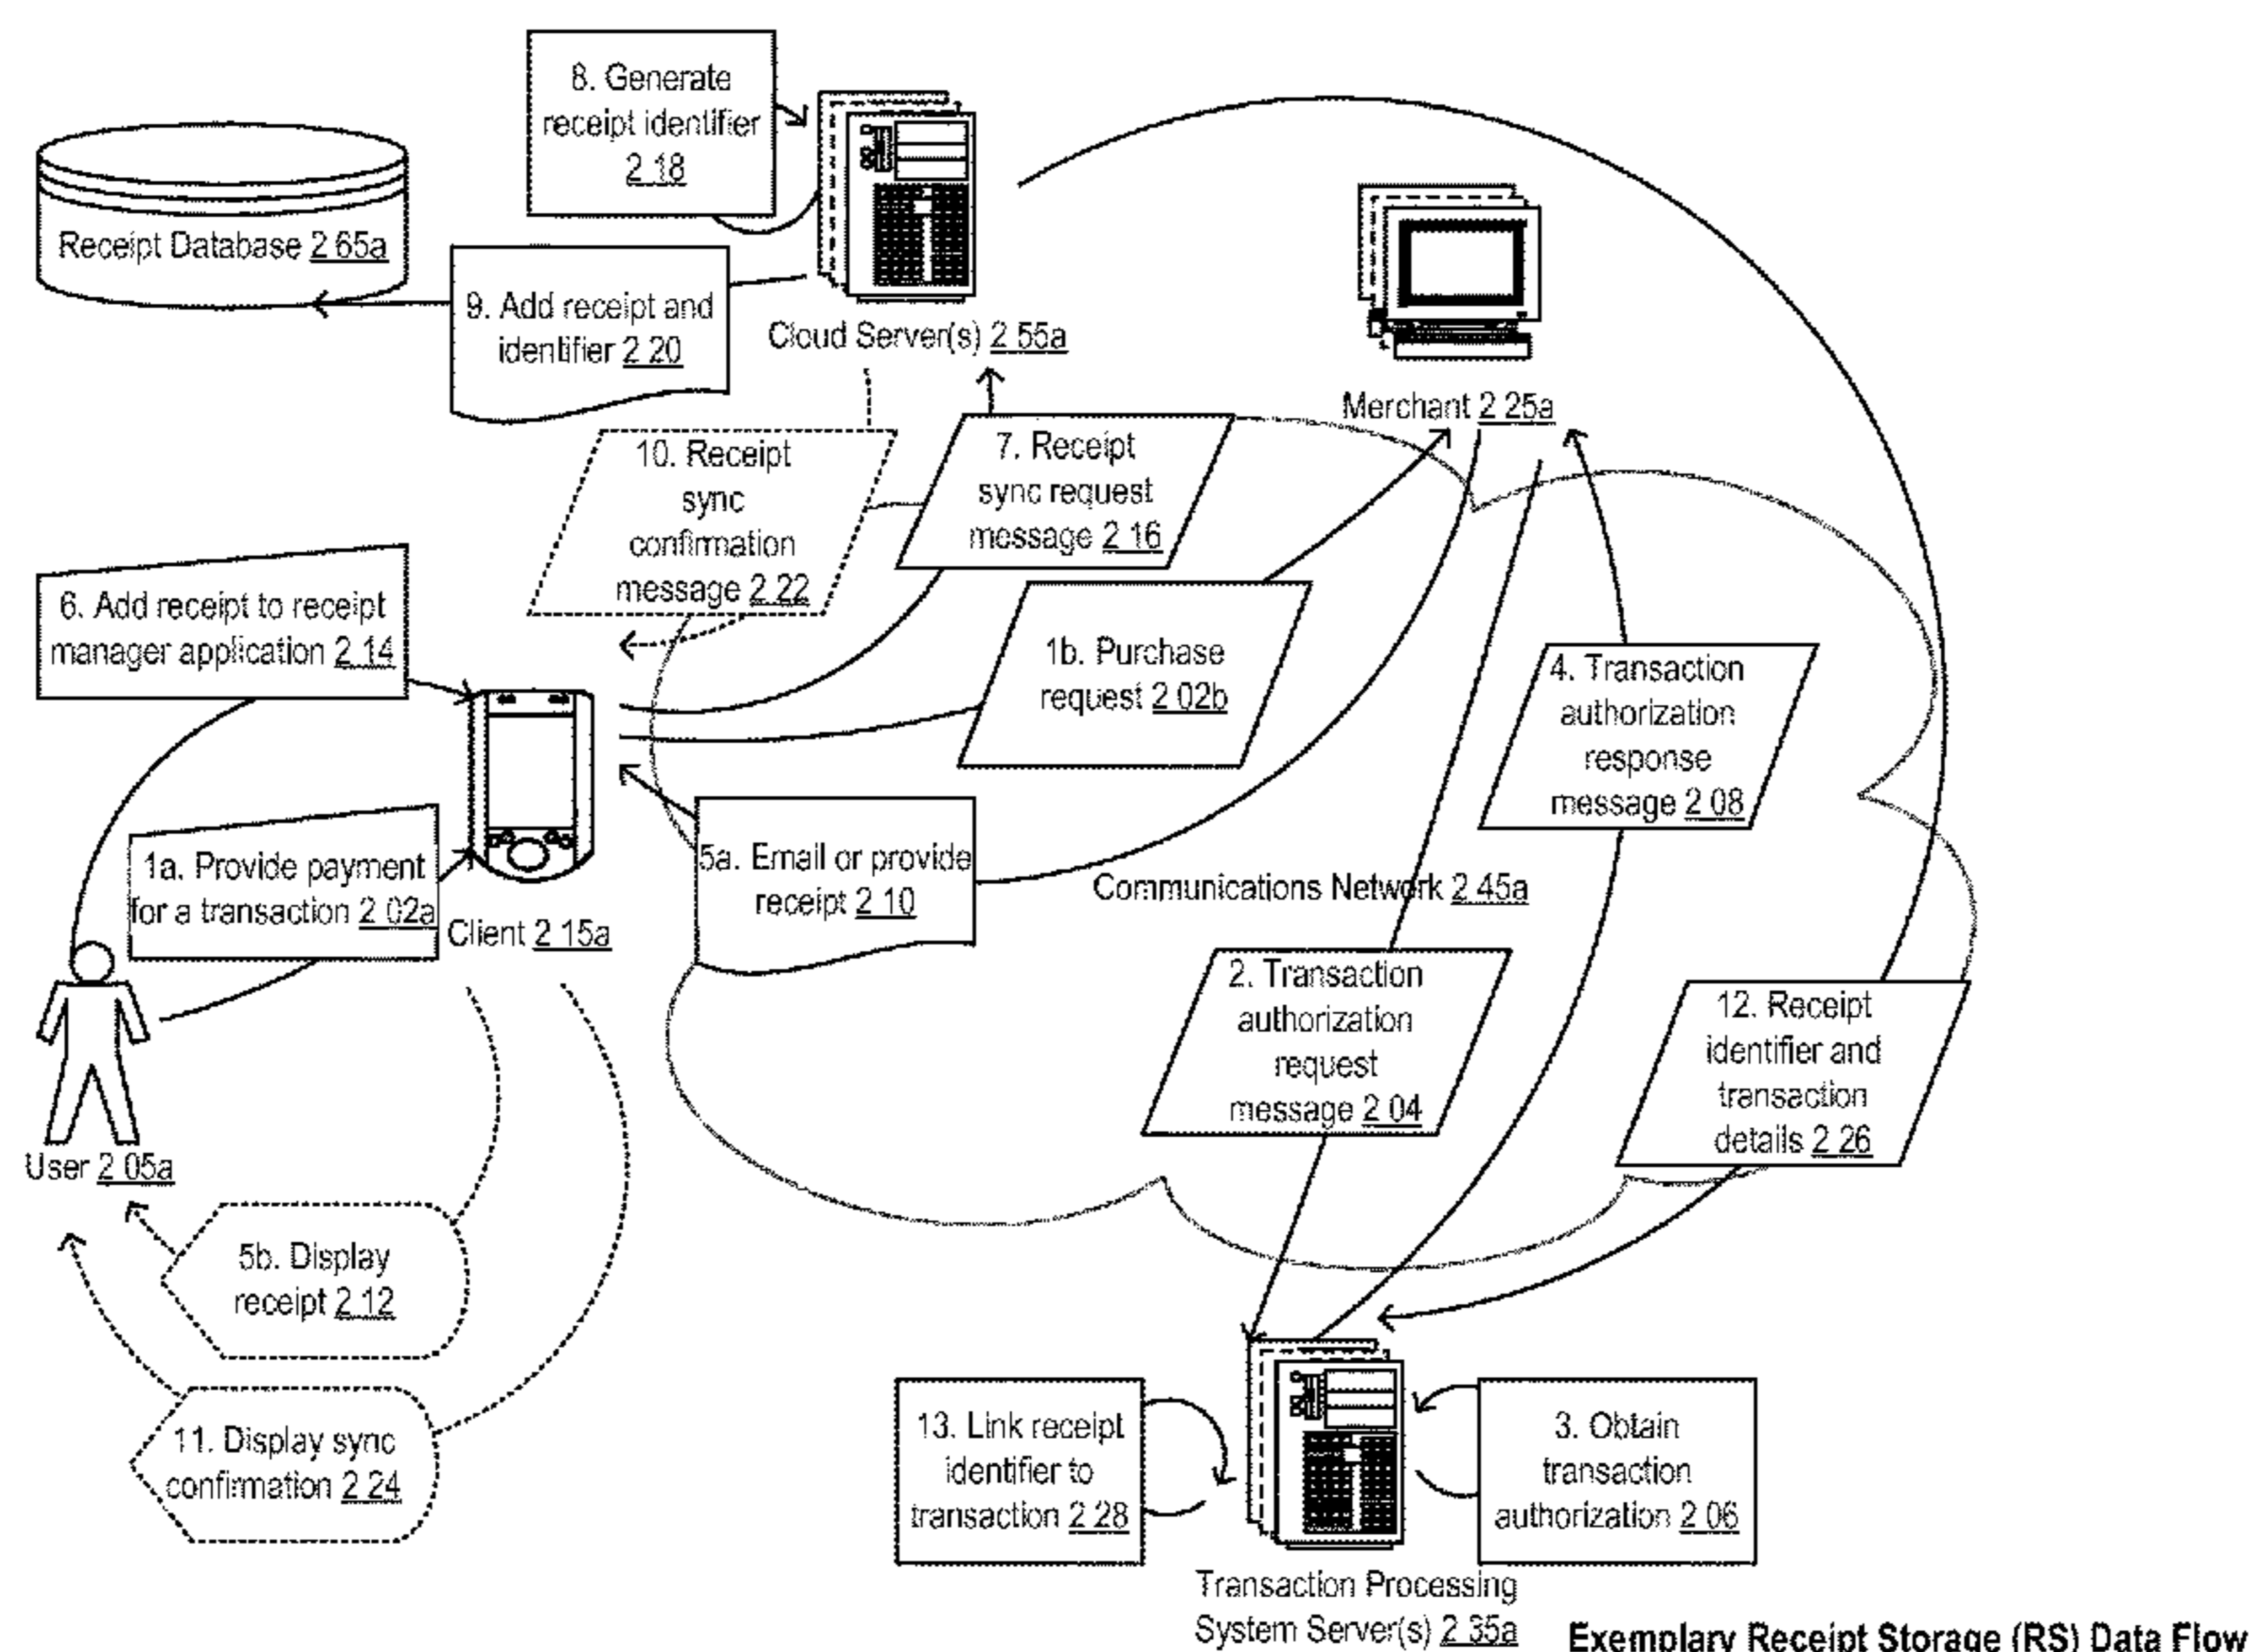 8. Generate
receipt identifier
2 18
Receipt Database 2 65a
9. Add receipt and
identifier 2 20
Cloud Server(s) 2 55a
Merchant 2 25a
10. Receipt
sync
confirmation
message 2 22
7. Receipt
sync request
message 2 16
6. Add receipt to receipt
manager application 2 14
1b. Purchase
request 2 02b
4. Transaction
authorization
response
message 2 08
1a. Provide payment
for a transaction 2 02a
Client 2 15a
5a. Email or provide
receipt 2 10
Communications Network 2 45a
2. Transaction
authorization
request
message 2 04
12. Receipt
identifier and
transaction
details 2 26
User 2 05a
5b. Display
receipt 2 12
11. Display sync
confirmation 2 24
13. Link receipt
identifier to
transaction 2 28
3. Obtain
transaction
authorization 2 06
Transaction Processing
System Server(s) 2 35a
Exemplary Receipt Storage (RS) Data Flow